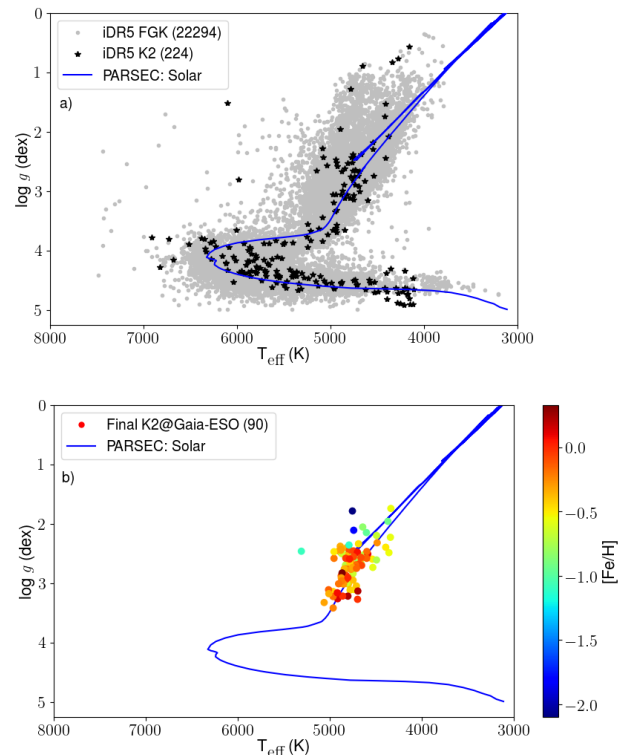 0
1
2
3
4
5
log g (dex)
iDR5 FGK (22294)
iDR5 K2 (224)
PARSEC: Solar
a)
8000 7000 6000 5000 4000 3000
Teff (K)
0
1
2
3
4
5
log g (dex)
Final K2@Gaia-ESO (90)
PARSEC: Solar
b)
8000 7000 6000 5000 4000 3000
Teff (K)
0.0
−0.5
−1.0
−1.5
−2.0
[Fe/H]